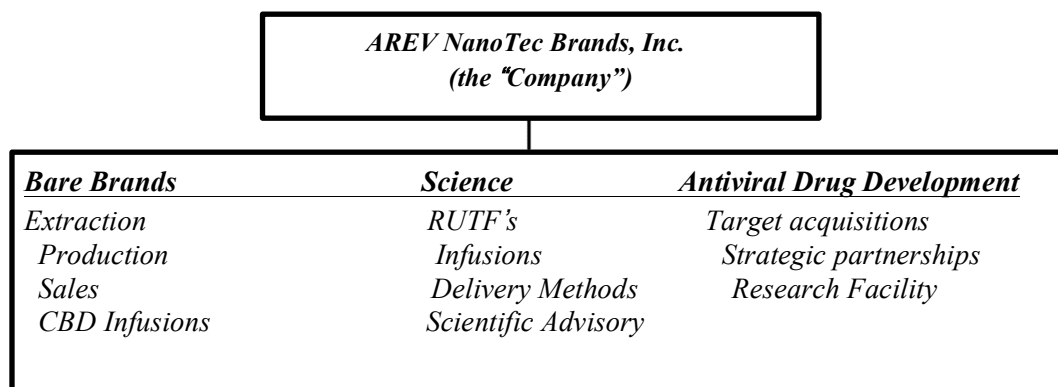 AREV NanoTec Brands, Inc.
(the “Company”)
Bare Brands Science Antiviral Drug Development
Extraction RUTF’s Target acquisitions
Production Infusions Strategic partnerships
Sales Delivery Methods Research Facility
CBD Infusions Scientific Advisory